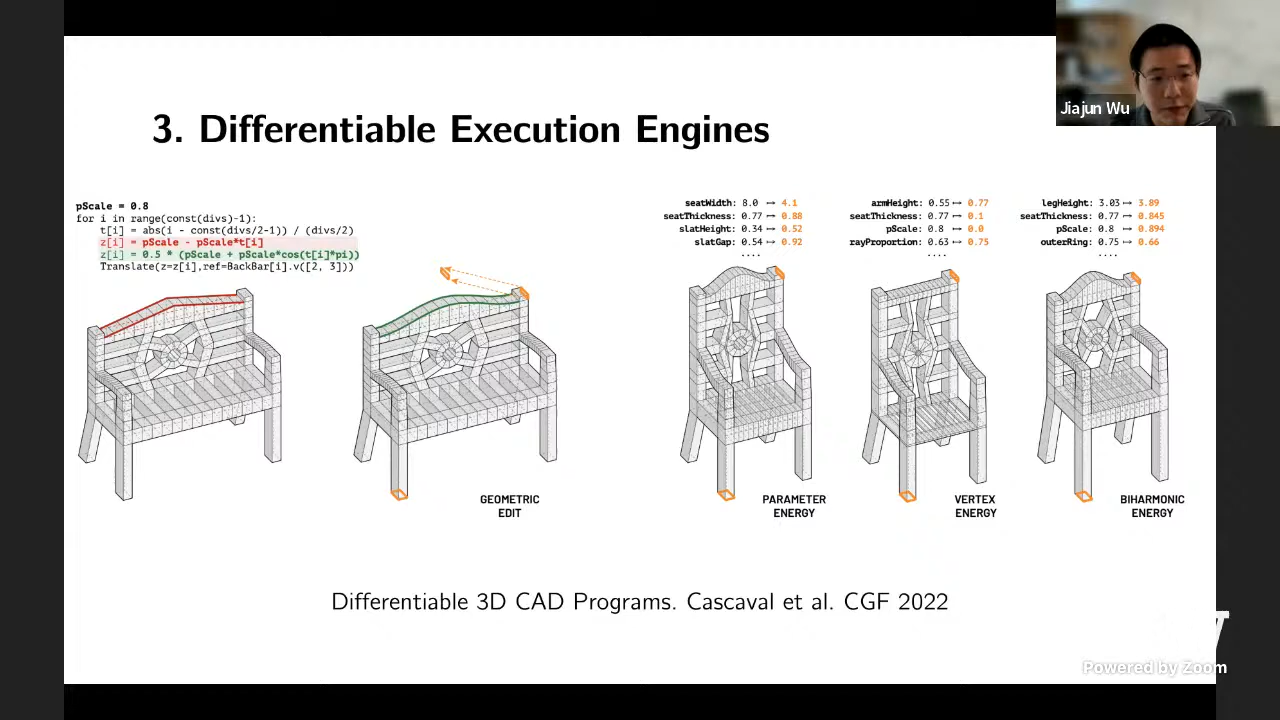 Jiajun Wu
3. Differentiable Execution Engines
pScale = 0.8
for i in range(const(divs)-1):
t[i] = abs(i - const(divs/2-1)) / (divs/2)
z[i] = pScale - pScale*t[i]
z[i] = 0.5 * (pScale + pScale*cos(t[i]*pi))
Translate(z=z[i],ref=BackBar[i].v([2, 3]))
seatWidth: 8.0 ↦ 4.1
seatThickness: 0.77 ↦ 0.88
slatHeight: 0.34 ↦ 0.52
slatGap: 0.54 ↦ 0.92
....
armHeight: 0.55 ↦ 0.77
seatThickness: 0.77 ↦ 0.1
pScale: 0.8 ↦ 0.0
rayProportion: 0.63 ↦ 0.75
....
legHeight: 3.03 ↦ 3.89
seatThickness: 0.77 ↦ 0.845
pScale: 0.8 ↦ 0.894
outerRing: 0.75 ↦ 0.66
....
GEOMETRIC
EDIT
PARAMETER
ENERGY
VERTEX
ENERGY
BIHARMONIC
ENERGY
Differentiable 3D CAD Programs. Cascaval et al. CGF 2022
Powered by Zoom